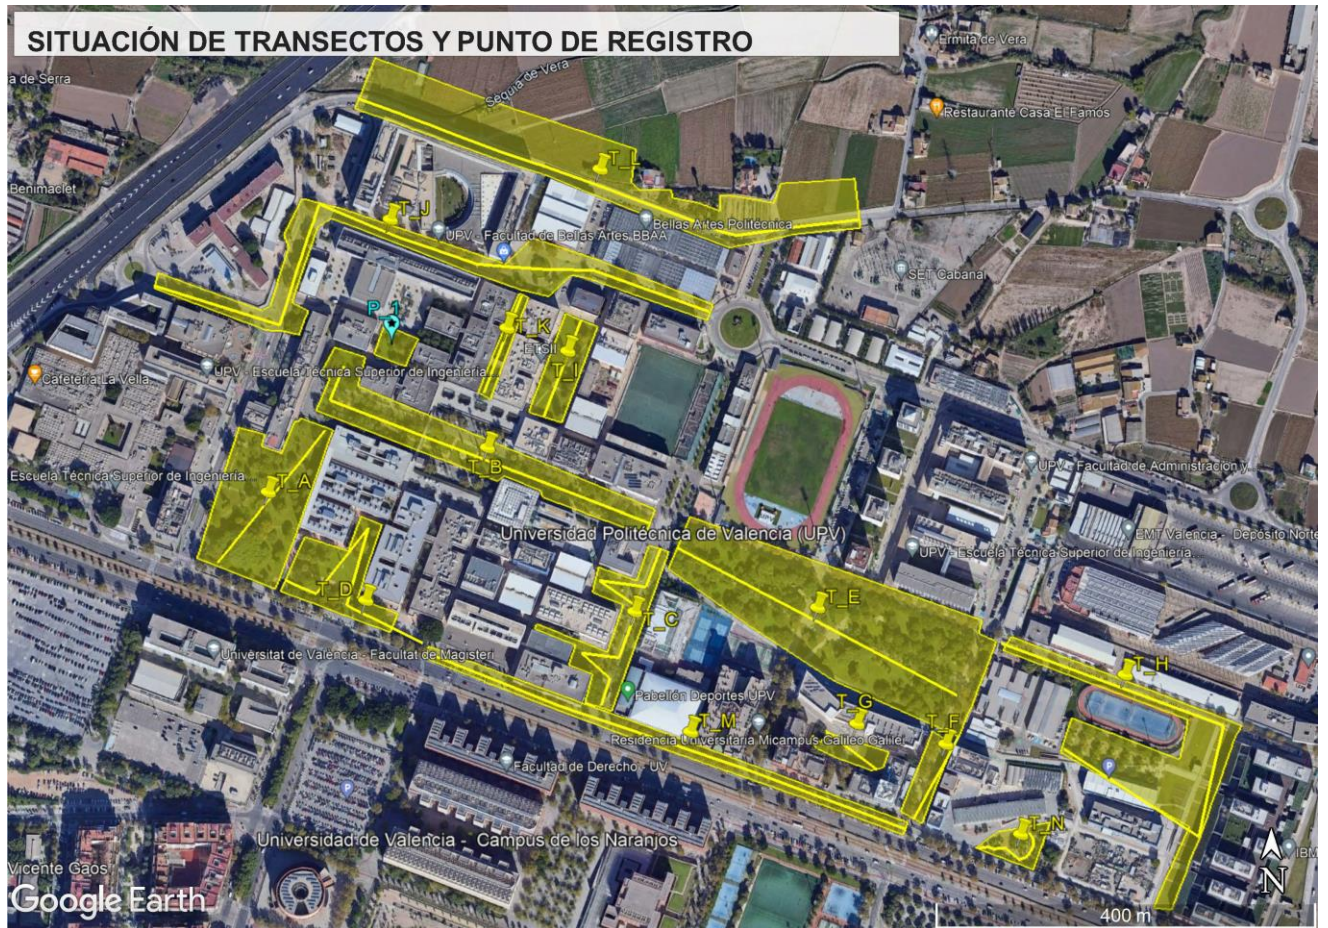 SITUACIÓN DE TRANSECTOS Y PUNTO DE REGISTRO
Ermita de Vera
a de Serra
Sequia de Vera
Restaurante Casa El Famós
T_L
Benimaclet
T_J
Bellas Artes Politécnica
UPV - Facultad de Bellas Artes BBAA
SET Cabanal
P_1
T_K
ETSII
T_I
UPV - Escuela Técnica Superior de Ingeniería...
Cafetería La Vella
T_B
UPV - Facultad de Administración y
Escuela Técnica Superior de Ingeniería
T_A
Universidad Politécnica de Valencia (UPV)
EMT Valencia - Depósito Norte
UPV - Escuela Técnica Superior de Ingeniería...
T_D
T_E
T_C
Universitat de València - Facultat de Magisteri
T_H
Pabellón Deportes UPV
T_G
T_M
T_F
Residencia Universitaria Micampus Galileo Galilei
Facultad de Derecho - UV
P
P
T_N
Universidad de Valencia - Campus de los Naranjos
IBM
Vicente Gaos
N
Google Earth
400 m